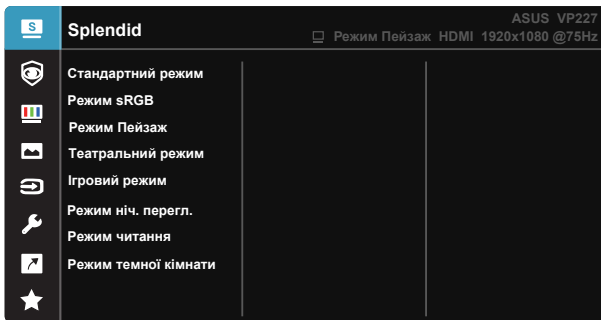 S
Splendid
ASUS VP227
Режим Пейзаж HDMI 1920x1080 @75Hz
Стандартний режим
Режим sRGB
Режим Пейзаж
Театральний режим
Ігровий режим
Режим ніч. перегл.
Режим читання
Режим темної кімнати